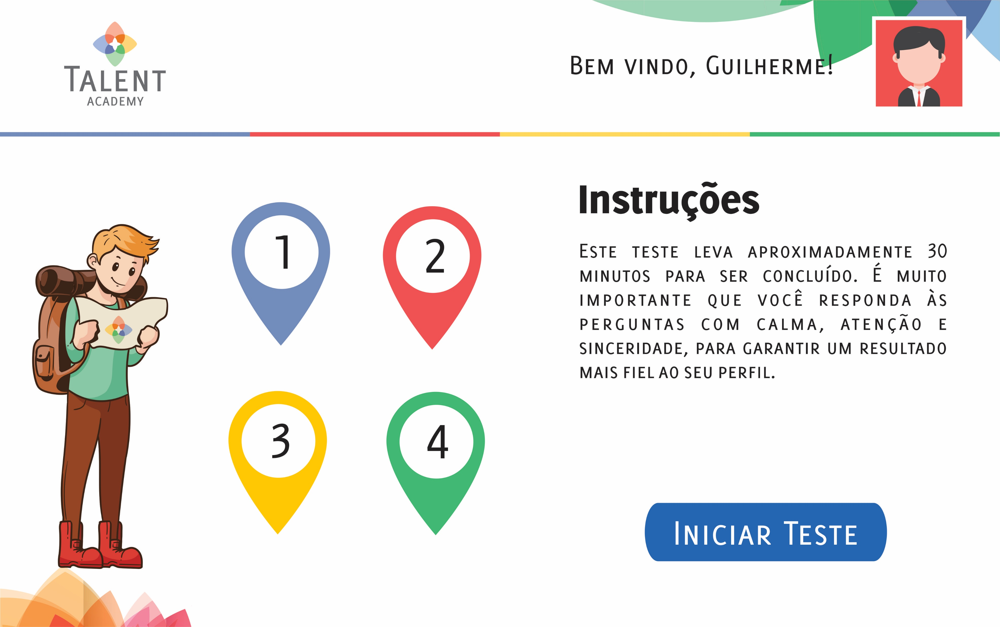 TALENT
ACADEMY
BEM VINDO, GUILHERME!
1
2
3
4
Instruções
ESTE TESTE LEVA APROXIMADAMENTE 30
MINUTOS PARA SER CONCLUÍDO. É MUITO
IMPORTANTE QUE VOCÊ RESPONDA ÀS
PERGUNTAS COM CALMA, ATENÇÃO E
SINCERIDADE, PARA GARANTIR UM RESULTADO
MAIS FIEL AO SEU PERFIL.
INICIAR TESTE